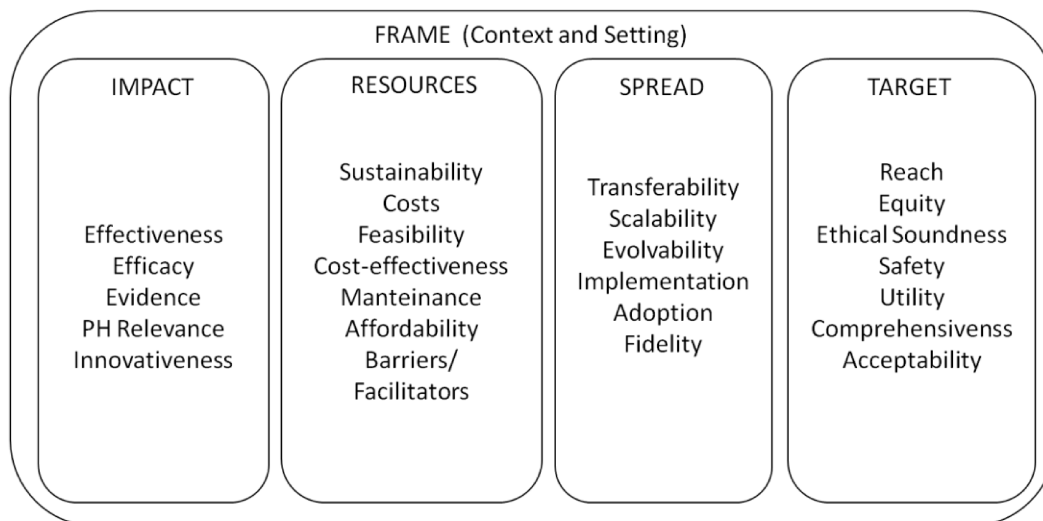 FRAME (Context and Setting)
IMPACT
Effectiveness
Efficacy
Evidence
PH Relevance
Innovativeness
RESOURCES
Sustainability
Costs
Feasibility
Cost-effectiveness
Manteinance
Affordability
Barriers/
Facilitators
SPREAD
Transferability
Scalability
Evolvability
Implementation
Adoption
Fidelity
TARGET
Reach
Equity
Ethical Soundness
Safety
Utility
Comprehensivenss
Acceptability